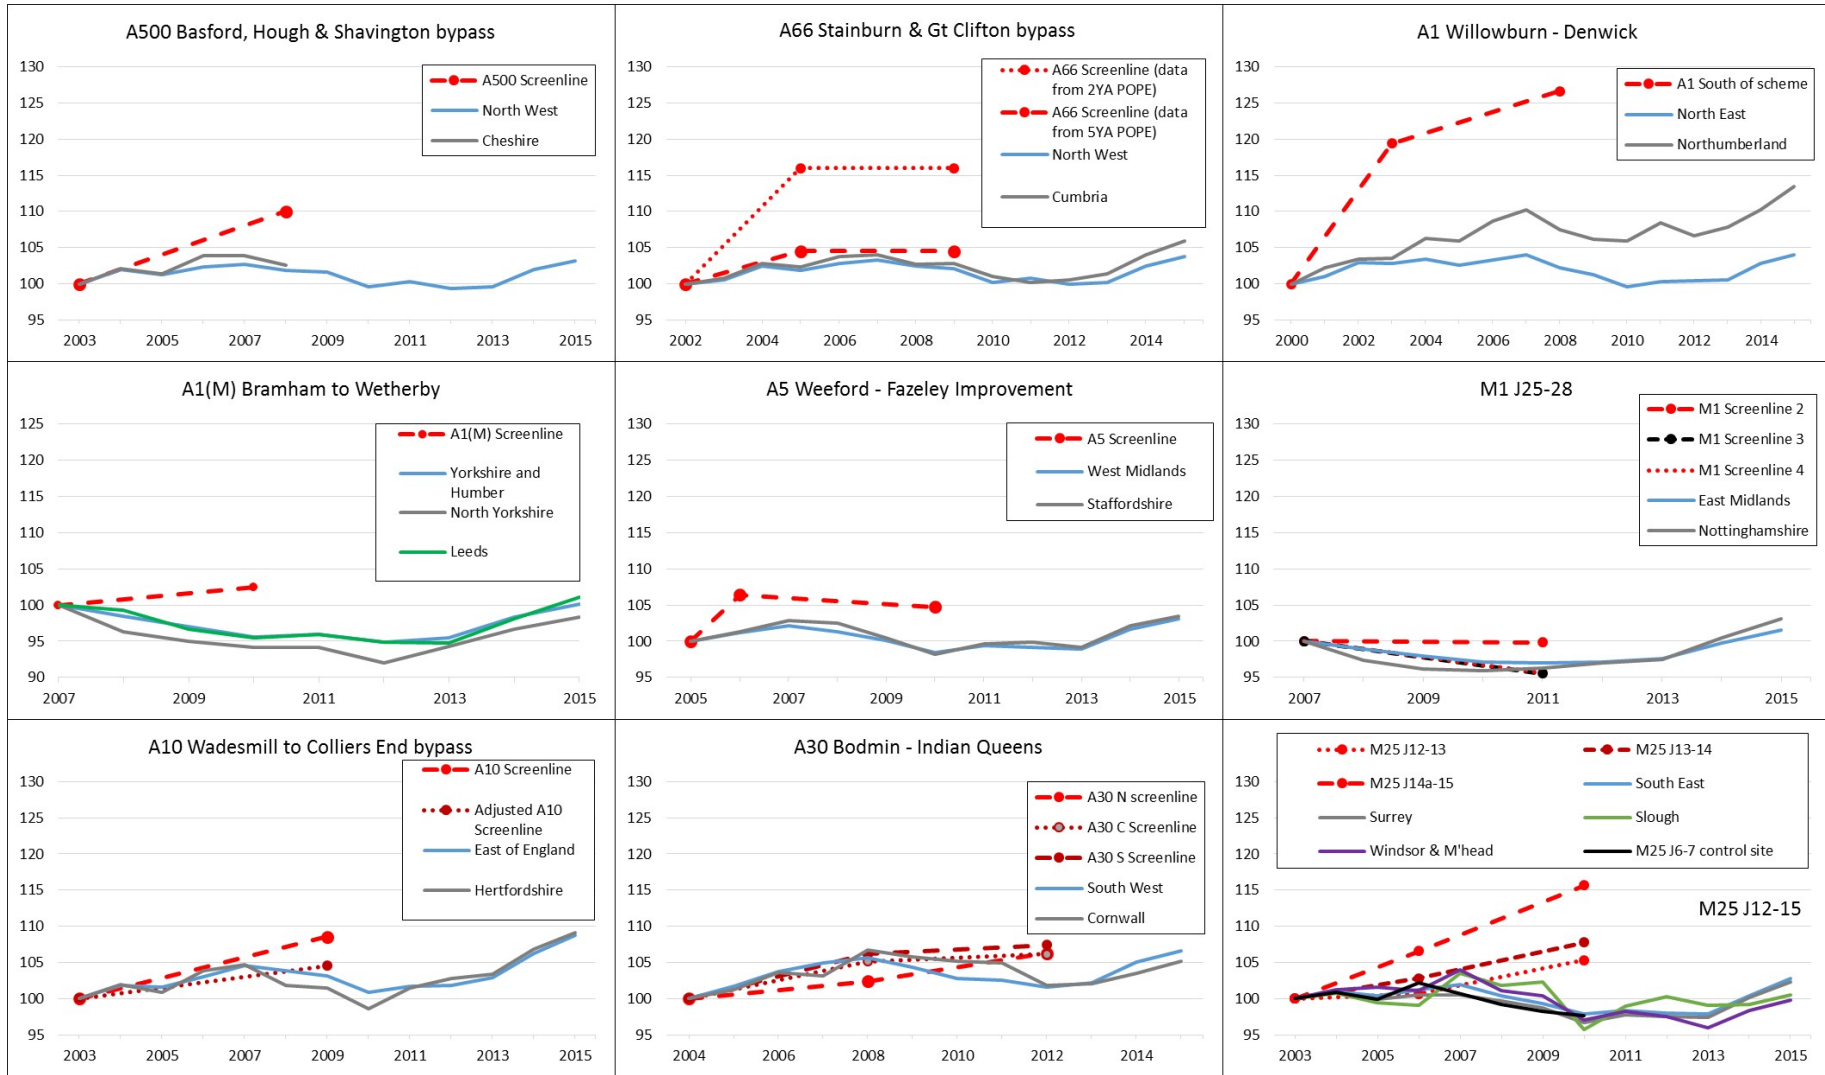 A500 Basford, Hough & Shavington bypass
130
125
120
115
110
105
100
95
2003
2005
2007
2009
2011
2013
2015
A500 Screenline
North West
Cheshire
A66 Stainburn & Gt Clifton bypass
130
125
120
115
110
105
100
95
2002
2004
2006
2008
2010
2012
2014
A66 Screenline (data
from 2YA POPE)
A66 Screenline (data
from 5YA POPE)
North West
Cumbria
A1 Willowburn - Denwick
130
125
120
115
110
105
100
95
2000
2002
2004
2006
2008
2010
2012
2014
A1 South of scheme
North East
Northumberland
A1(M) Bramham to Wetherby
125
120
115
110
105
100
95
90
2007
2009
2011
2013
2015
A1(M) Screenline
Yorkshire and
Humber
North Yorkshire
Leeds
A5 Weeford - Fazeley Improvement
130
125
120
115
110
105
100
95
2005
2007
2009
2011
2013
2015
A5 Screenline
West Midlands
Staffordshire
M1 J25-28
130
125
120
115
110
105
100
95
2007
2009
2011
2013
2015
M1 Screenline 2
M1 Screenline 3
M1 Screenline 4
East Midlands
Nottinghamshire
A10 Wadesmill to Colliers End bypass
130
125
120
115
110
105
100
95
2003
2005
2007
2009
2011
2013
2015
A10 Screenline
Adjusted A10
Screenline
East of England
Hertfordshire
A30 Bodmin - Indian Queens
130
125
120
115
110
105
100
95
2004
2006
2008
2010
2012
2014
A30 N screenline
A30 C Screenline
A30 S Screenline
South West
Cornwall
M25 J12-13
M25 J13-14
M25 J14a-15
South East
Surrey
Slough
Windsor & M'head
M25 J6-7 control site
M25 J12-15
130
125
120
115
110
105
100
95
2003
2005
2007
2009
2011
2013
2015